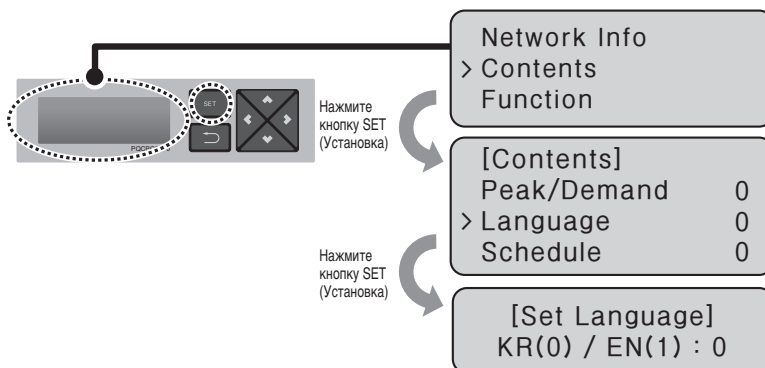 Network Info
> Contents
Function
SET
Нажмите
кнопку SET
(Установка)
[Contents]
Peak/Demand 0
> Language 0
Schedule 0
Нажмите
кнопку SET
(Установка)
[Set Language]
KR(0) / EN(1) : 0